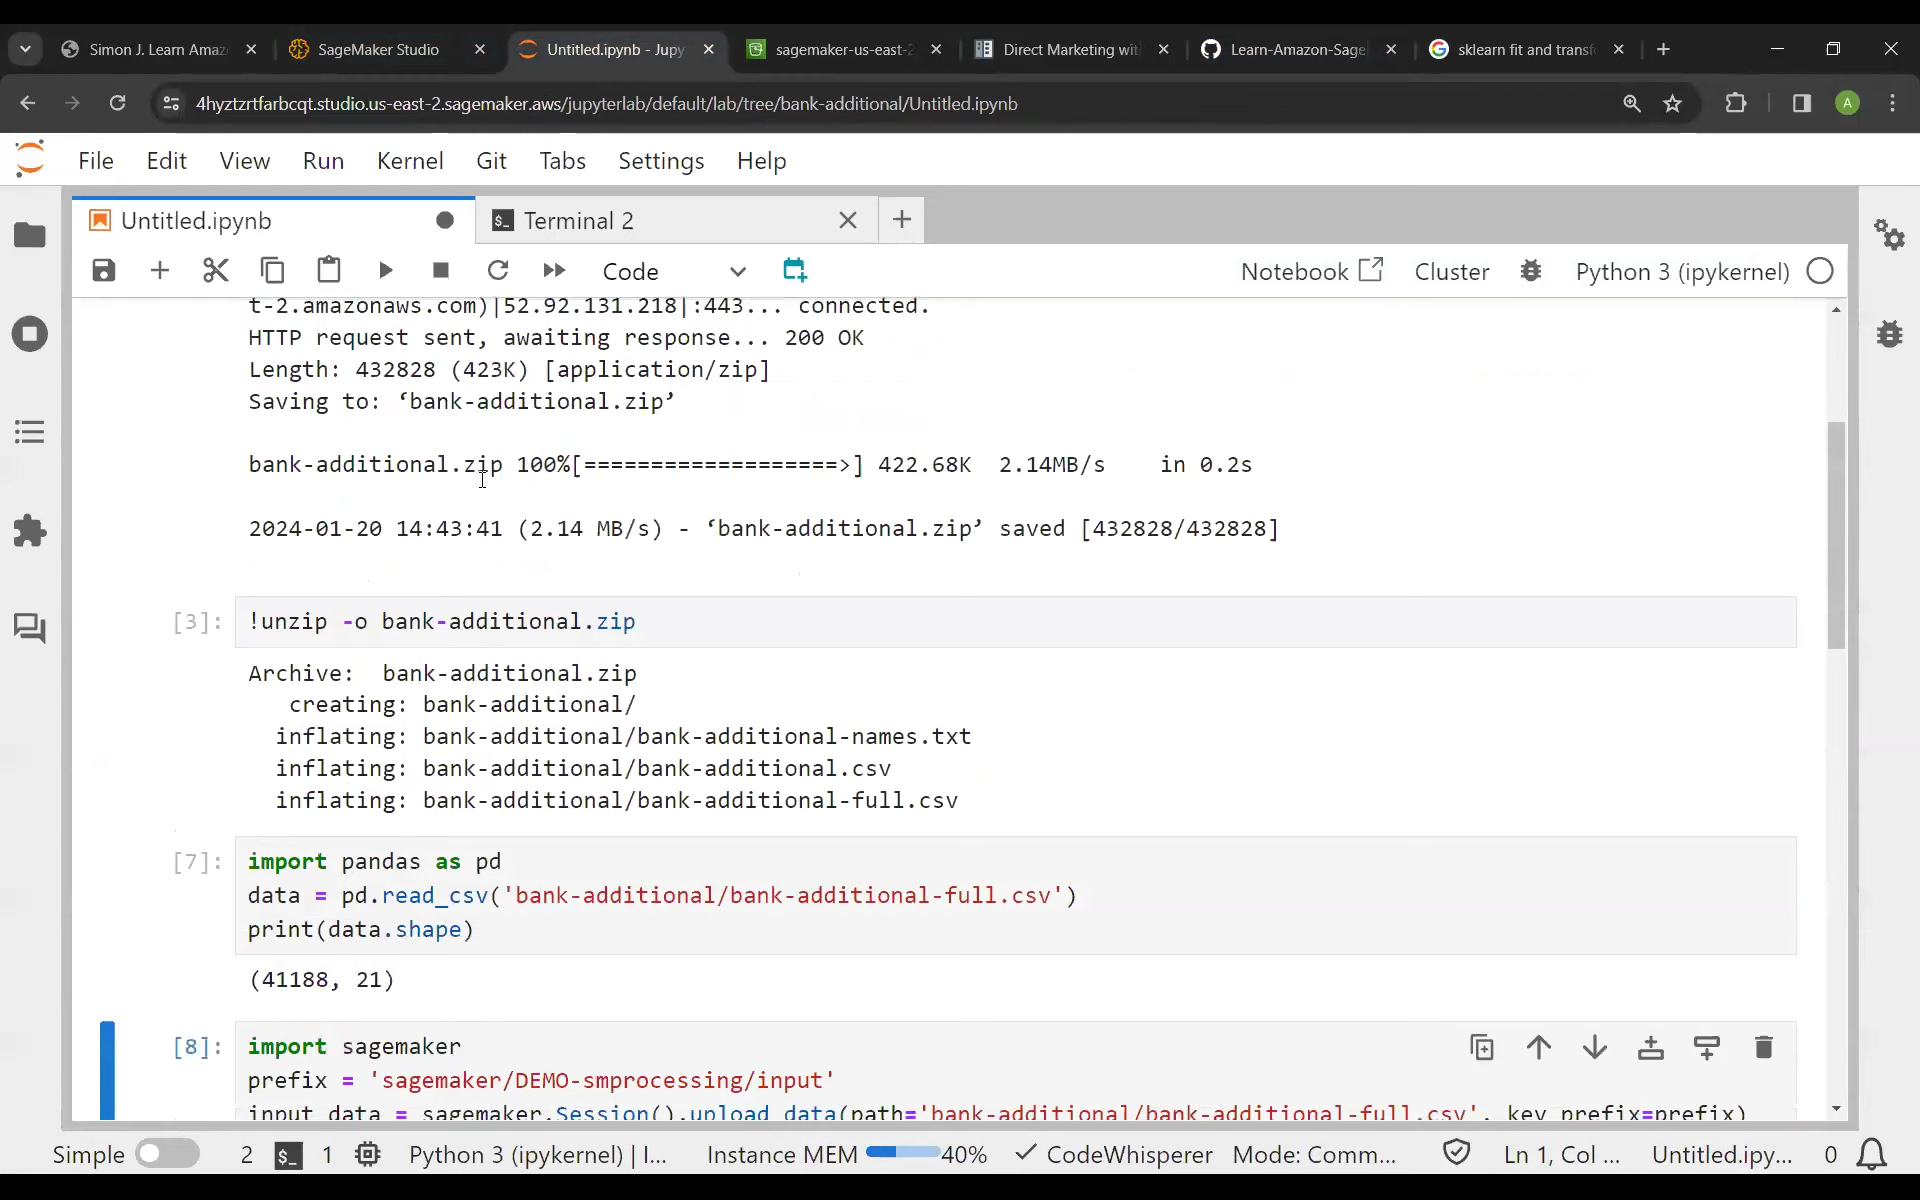 Simon J. Learn Amaz
SageMaker Studio
Untitled.ipynb - Jupy
sagemaker-us-east-2
Direct Marketing wit
Learn-Amazon-Sage
sklearn fit and transf
4hyztzrtfarbcqt.studio.us-east-2.sagemaker.aws/jupyterlab/default/lab/tree/bank-additional/Untitled.ipynb
A
File Edit View Run Kernel Git Tabs Settings Help
Untitled.ipynb
Terminal 2
Code
Notebook
Cluster
Python 3 (ipykernel)
t-2.amazonaws.com)|52.92.131.218|:443... connected.
HTTP request sent, awaiting response... 200 OK
Length: 432828 (423K) [application/zip]
Saving to: ‘bank-additional.zip’
bank-additional.zip 100%[===================>] 422.68K 2.14MB/s in 0.2s
2024-01-20 14:43:41 (2.14 MB/s) - ‘bank-additional.zip’ saved [432828/432828]
[3]: !unzip -o bank-additional.zip
Archive: bank-additional.zip
creating: bank-additional/
inflating: bank-additional/bank-additional-names.txt
inflating: bank-additional/bank-additional.csv
inflating: bank-additional/bank-additional-full.csv
[7]: import pandas as pd
data = pd.read_csv('bank-additional/bank-additional-full.csv')
print(data.shape)
(41188, 21)
[8]: import sagemaker
prefix = 'sagemaker/DEMO-smprocessing/input'
input_data = sagemaker.Session().upload_data(path='bank-additional/bank-additional-full.csv', key_prefix=prefix)
Simple 2 1 Python 3 (ipykernel) | I... Instance MEM 40% CodeWhisperer Mode: Comm... Ln 1, Col ... Untitled.ipy... 0